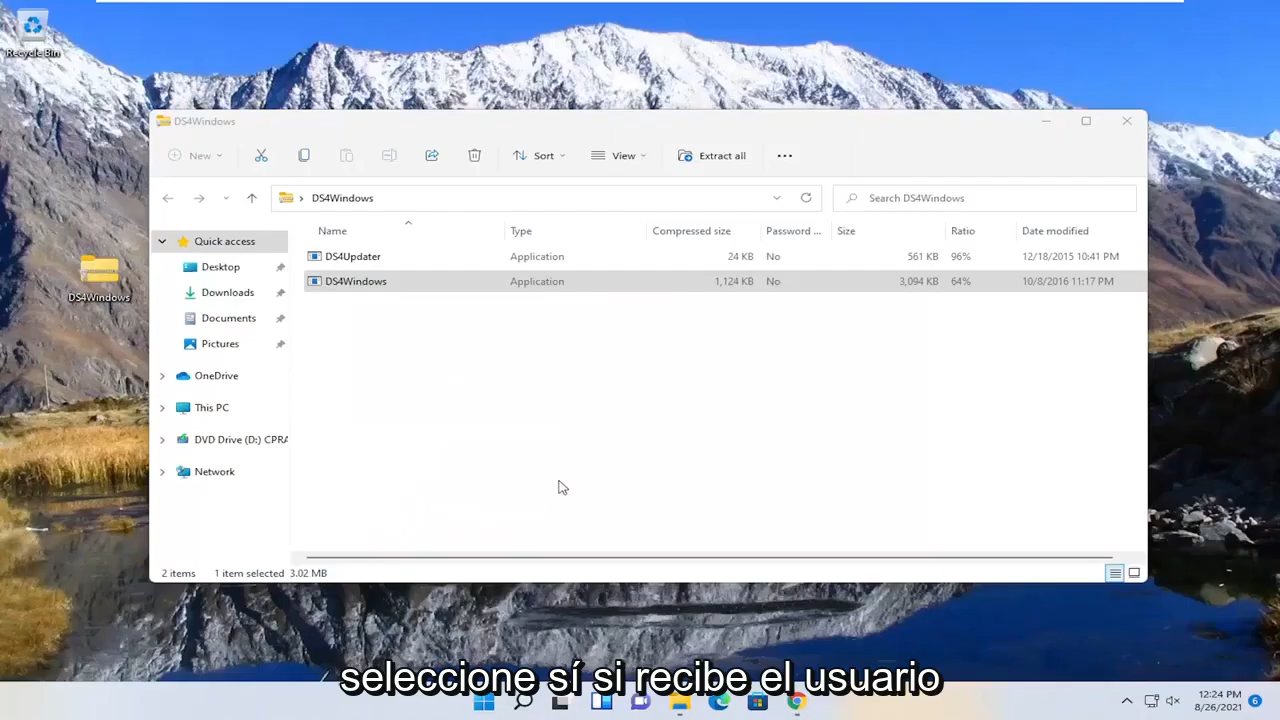 Recycle Bin
DS4Windows
DS4Windows
New
Sort
View
Extract all
DS4Windows
Search DS4Windows
Name Type Compressed size Password ... Size Ratio Date modified
DS4Updater Application 24 KB No 561 KB 96% 12/18/2015 10:41 PM
DS4Windows Application 1,124 KB No 3,094 KB 64% 10/8/2016 11:17 PM
Quick access
Desktop
Downloads
Documents
Pictures
OneDrive
This PC
DVD Drive (D:) CPRA
Network
2 items 1 item selected 3.02 MB
seleccione sí si recibe el usuario
12:24 PM
8/26/2021
6